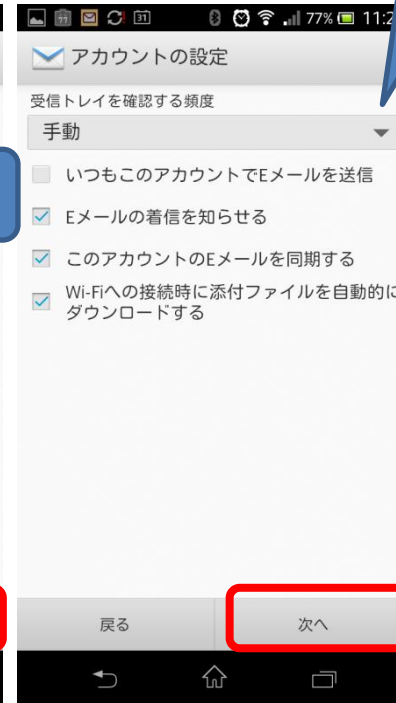 31 77% 11:2
アカウントの設定
受信トレイを確認する頻度
手動
いつもこのアカウントでEメールを送信
Eメールの着信を知らせる
このアカウントのEメールを同期する
Wi-Fiへの接続時に添付ファイルを自動的に
ダウンロードする
戻る 次へ